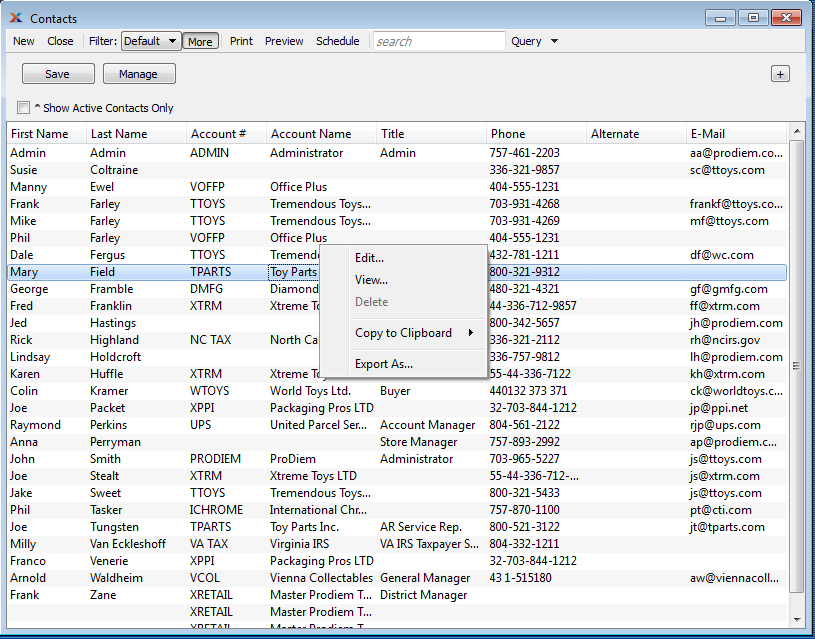 Contacts
New Close Filter: Default More Print Preview Schedule search Query
Save Manage +
^ Show Active Contacts Only
First Name Last Name Account # Account Name Title Phone Alternate E-Mail
Admin Admin ADMIN Administrator Admin 757-461-2203 aa@prodiem.co...
Susie Coltraine 336-321-9857 sc@ttoys.com
Manny Ewel VOFFP Office Plus 404-555-1231
Frank Farley TTOYS Tremendous Toys... 703-931-4268 frankf@ttoys.co...
Mike Farley TTOYS Tremendous Toys... 703-931-4269 mf@ttoys.com
Phil Farley VOFFP Office Plus 404-555-1231
Dale Fergus TTOYS Tremend 432-781-1211 df@wc.com
Mary Field TPARTS Toy Parts 800-321-9312
George Framble DMFG Diamond 480-321-4321 gf@gmfg.com
Fred Franklin XTRM Xtreme To 44-336-712-9857 ff@xtrm.com
Jed Hastings 800-342-5657 jh@prodiem.com
Rick Highland NC TAX North Ca 336-321-2112 rh@ncirs.gov
Lindsay Holdcroft 336-757-9812 lh@prodiem.com
Karen Huffle XTRM Xtreme To 55-44-336-7122 kh@xtrm.com
Colin Kramer WTOYS World Toys Ltd. Buyer 440132 373 371 ck@worldtoys.c...
Joe Packet XPPI Packaging Pros LTD 32-703-844-1212 jp@ppi.net
Raymond Perkins UPS United Parcel Ser... Account Manager 804-561-2122 rjp@ups.com
Anna Perryman Store Manager 757-893-2992 ap@prodiem.c...
John Smith PRODIEM ProDiem Administrator 703-965-5227 js@ttoys.com
Joe Stealt XTRM Xtreme Toys LTD 55-44-336-712-... js@xtrm.com
Jake Sweet TTOYS Tremendous Toys... 800-321-5433 js@ttoys.com
Phil Tasker ICHROME International Chr... 757-870-1100 pt@cti.com
Joe Tungsten TPARTS Toy Parts Inc. AR Service Rep. 800-521-3122 jt@tparts.com
Milly Van Eckleshoff VA TAX Virginia IRS VA IRS Taxpayer S... 804-332-1211
Franco Venerie XPPI Packaging Pros LTD 32-703-844-1212
Arnold Waldheim VCOL Vienna Collectables General Manager 43 1-515180 aw@viennacoll...
Frank Zane XRETAIL Master Prodiem T... District Manager
XRETAIL Master Prodiem T...
XRETAIL Master Prodiem T...
Edit...
View...
Delete
Copy to Clipboard
Export As...